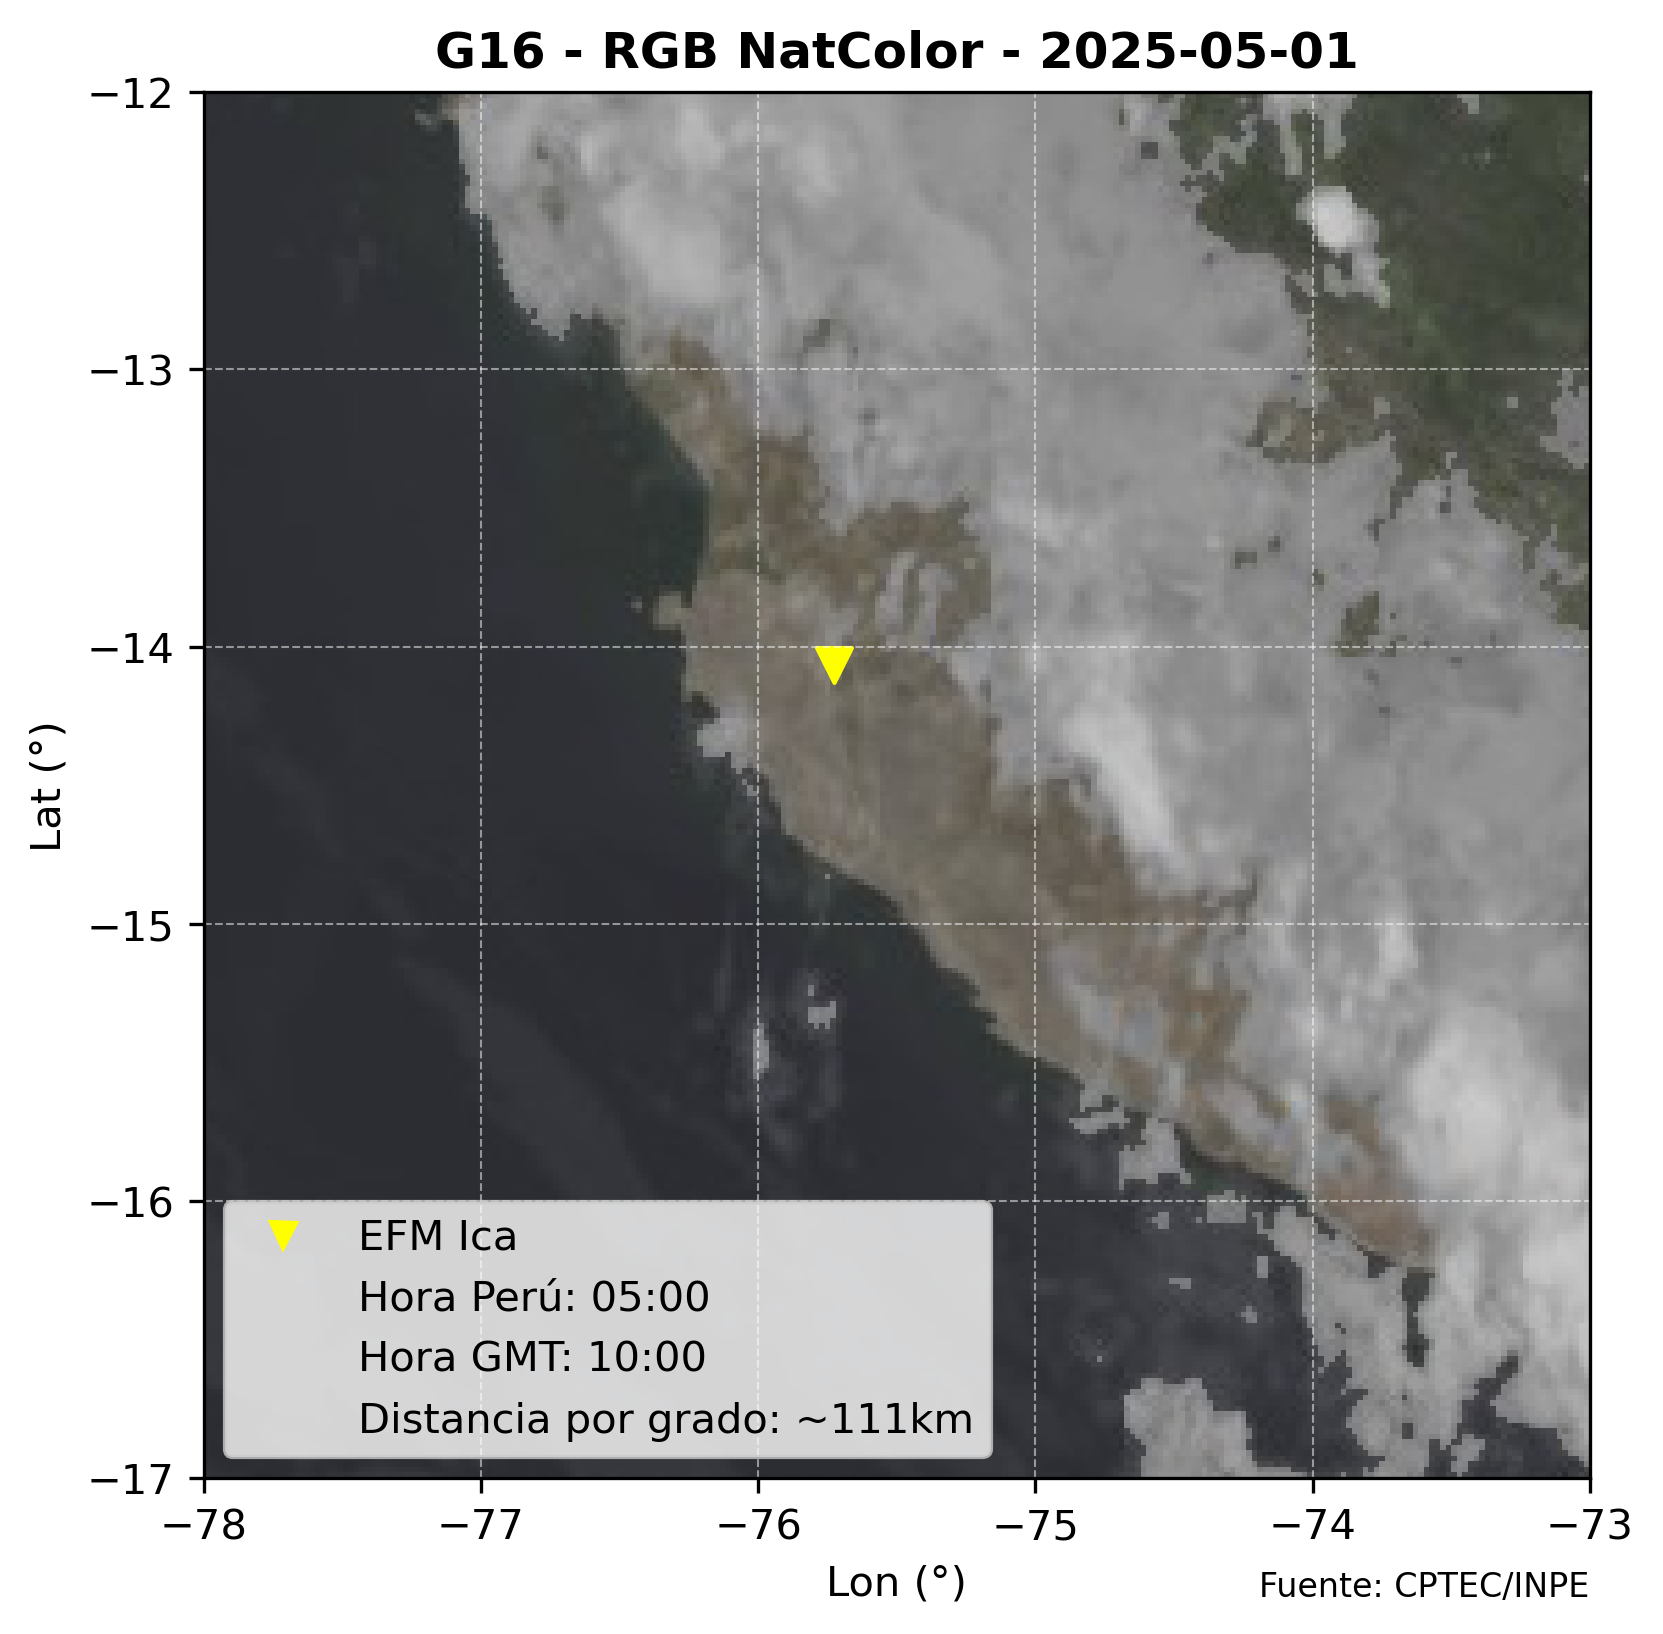 G16 - RGB NatColor - 2025-05-01
−12
−13
−14
−15
−16
−17
Lat (°)
EFM Ica
Hora Perú: 05:00
Hora GMT: 10:00
Distancia por grado: ~111km
−78 −77 −76 −75 −74 −73
Lon (°)
Fuente: CPTEC/INPE